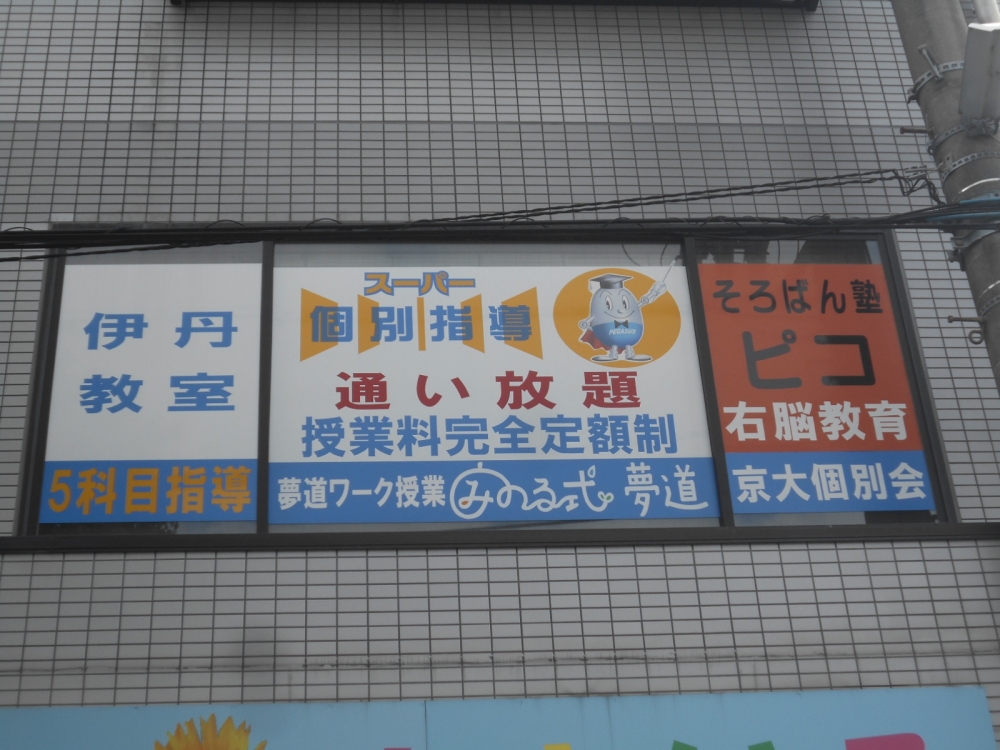 伊丹
教室
5科目指導
スーパー
個別指導
PEGASUS
通い放題
授業料完全定額制
夢道ワーク授業 みのる式 夢道
そろばん塾
ピコ
右脳教育
京大個別会